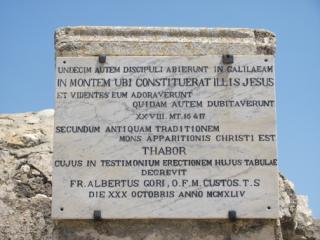 UNDECIM AUTEM DISCIPULI ABIERUNT IN GALILAEAM
IN MONTEM UBI CONSTITUERAT ILLIS JESUS
ET VIDENTES EUM ADORAVERUNT
QUIDAM AUTEM DUBITAVERUNT
XXVIII. MT. 16 & 17
SECUNDUM ANTIQUAM TRADITIONEM
MONS APPARITIONIS CHRISTI EST
THABOR
CUJUS IN TESTIMONIUM ERECTIONEM HUJUS TABULAE
DECREVIT
FR. ALBERTUS GORI, O.F.M. CUSTOS. T.S
DIE XXX OCTOBRIS ANNO MCMXLIV